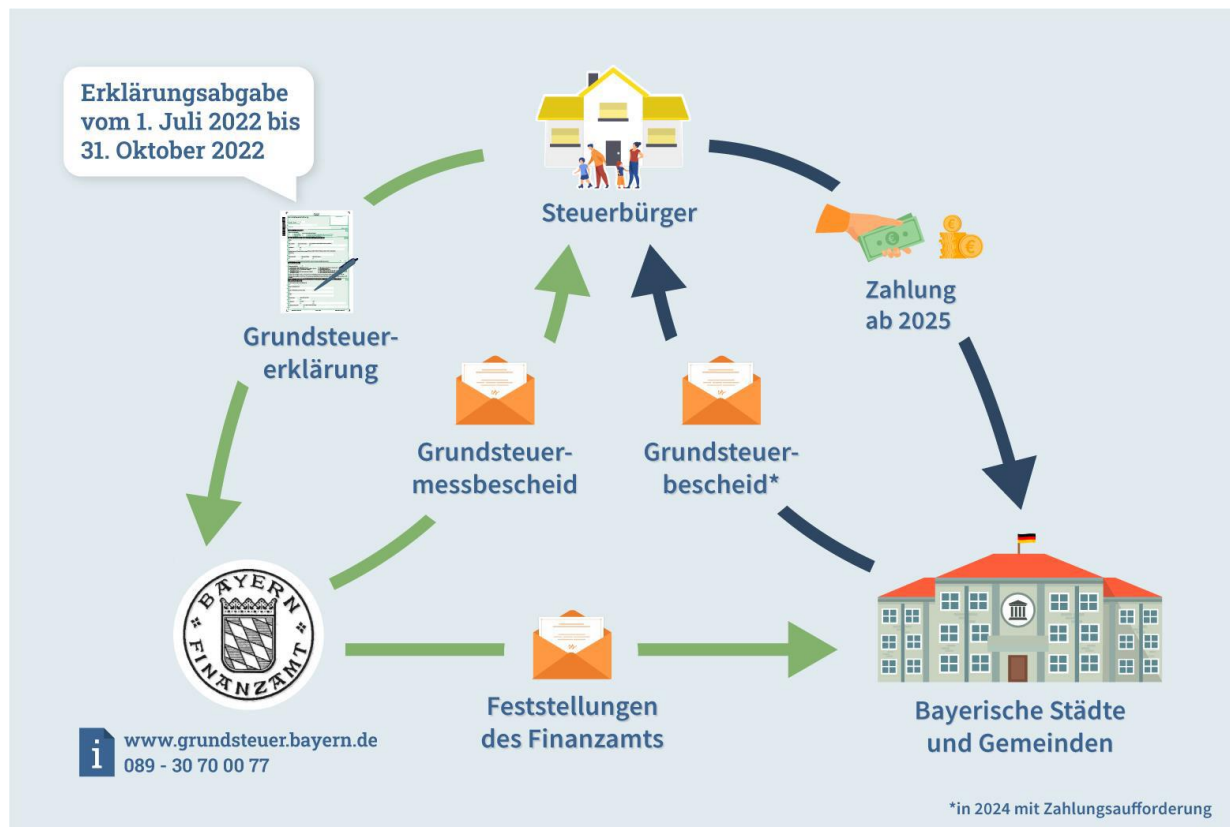 Erklärungsabgabe
vom 1. Juli 2022 bis
31. Oktober 2022
Steuerbürger
Grundsteuer-
erklärung
Zahlung
ab 2025
Grundsteuer-
messbescheid
Grundsteuer-
bescheid*
BAYERN
FINANZAMT
Feststellungen
des Finanzamts
Bayerische Städte
und Gemeinden
i
www.grundsteuer.bayern.de
089 - 30 70 00 77
*in 2024 mit Zahlungsaufforderung